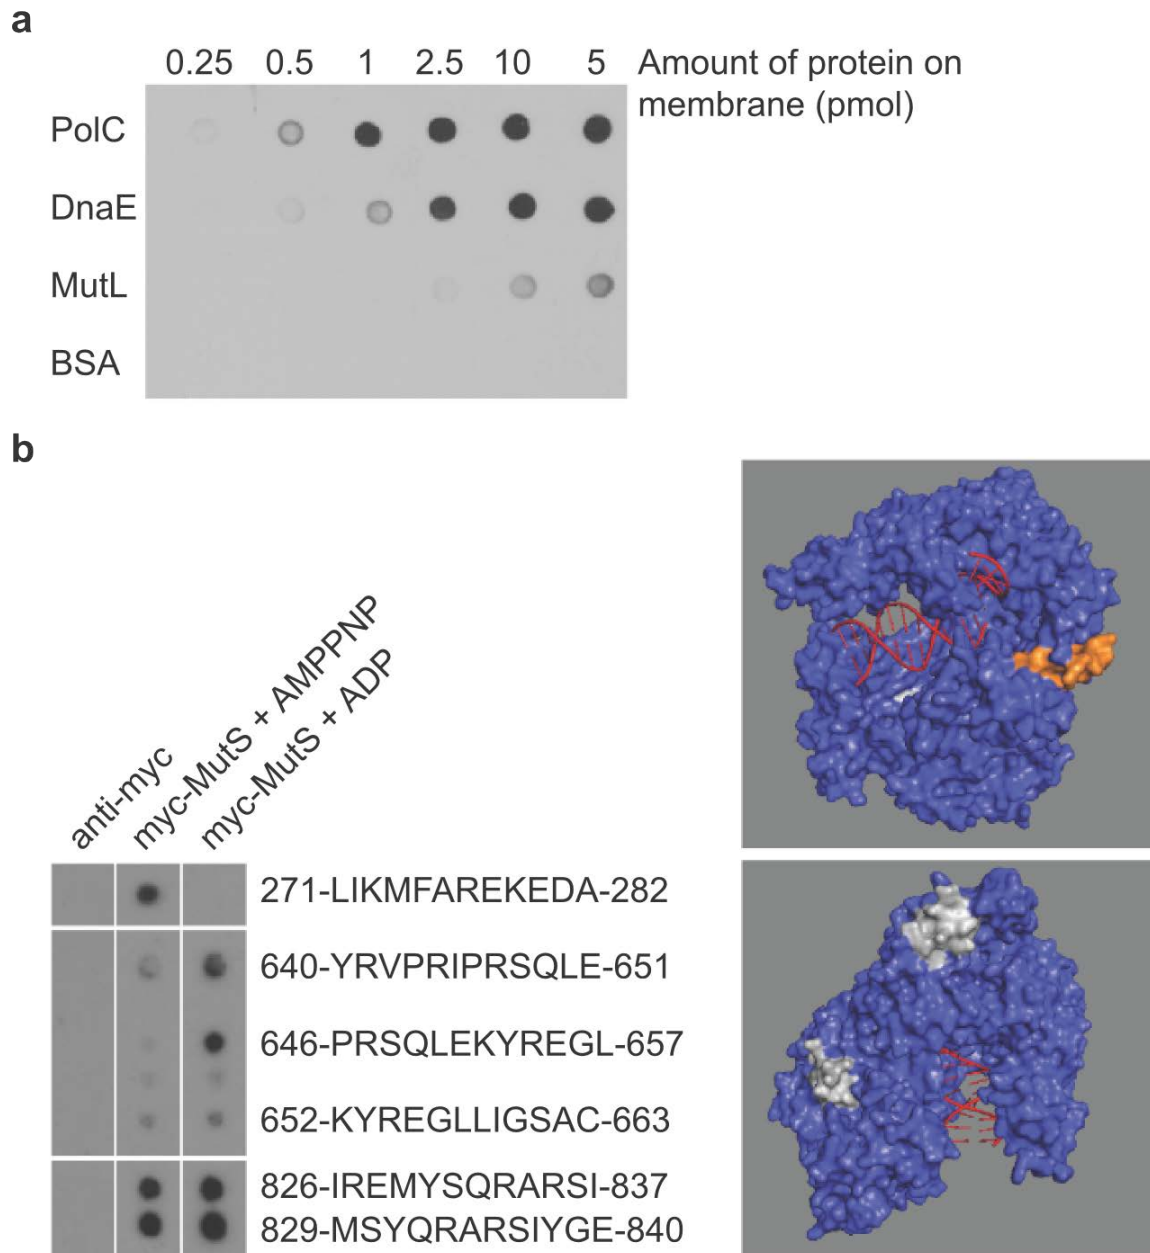 a
0.25 0.5 1 2.5 10 5 Amount of protein on
membrane (pmol)
PolC
DnaE
MutL
BSA
b
anti-myc
myc-MutS + AMPPNP
myc-MutS + ADP
271-LIKMFAREKEDA-282
640-YRVPRIPRSQLE-651
646-PRSQLEKYREGL-657
652-KYREGLLIGSAC-663
826-IREMYSQRARSI-837
829-MSYQRARSIYGE-840